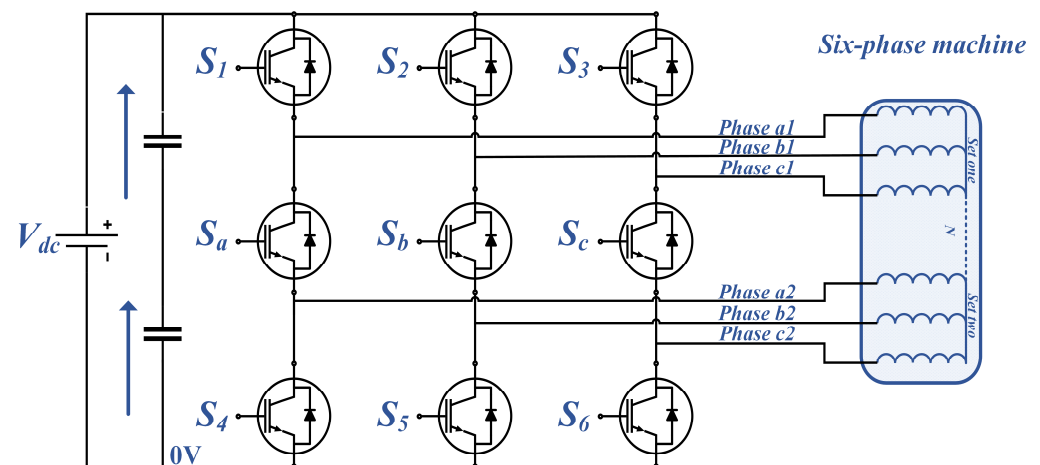 Six-phase machine
S1 S2 S3
Phase a1
Phase b1
Phase c1
Set one
Vdc + -
Sa Sb Sc
N
Phase a2
Phase b2
Phase c2
Set two
S4 S5 S6
0V